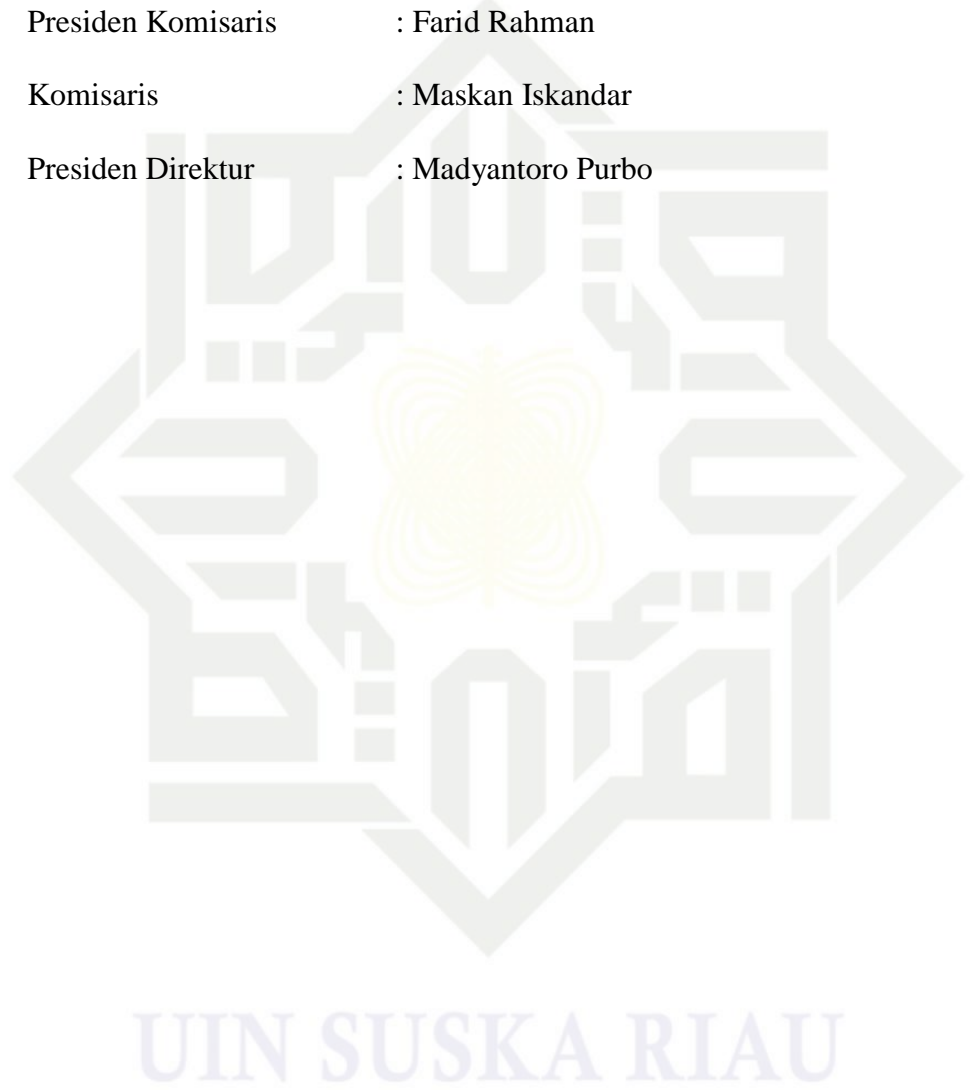 Presiden Komisaris : Farid Rahman
Komisaris : Maskan Iskandar
Presiden Direktur : Madyantoro Purbo
UIN SUSKA RIAU